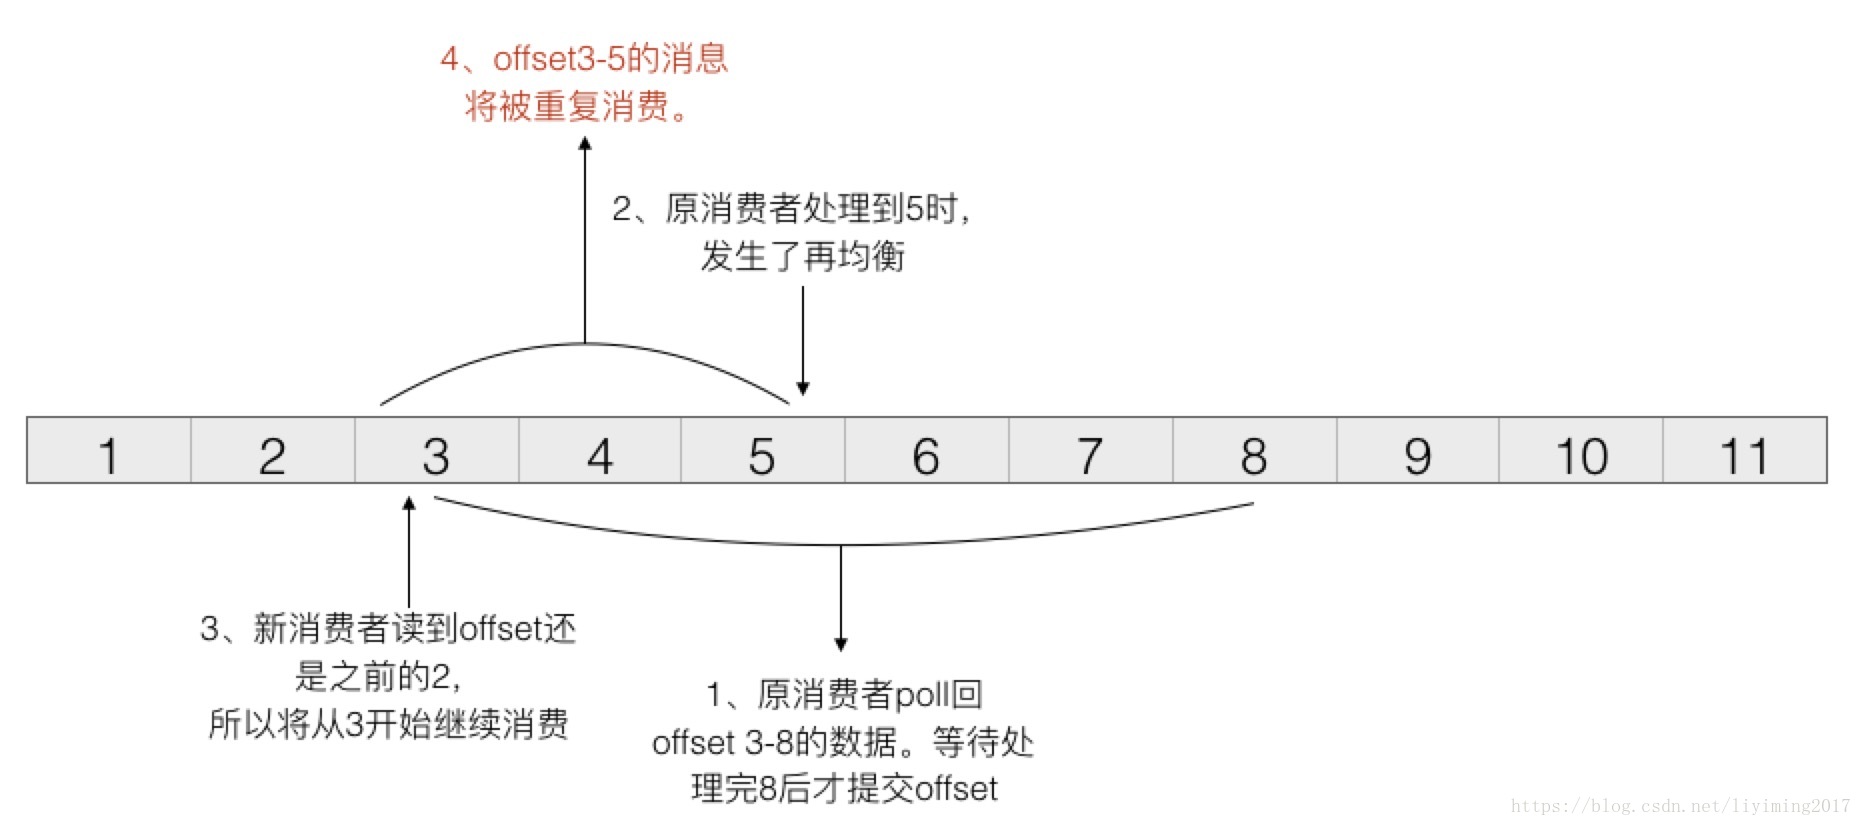 4、offset3-5的消息
将被重复消费。
2、原消费者处理到5时，
发生了再均衡
1 2 3 4 5 6 7 8 9 10 11
3、新消费者读到offset还
是之前的2，
所以将从3开始继续消费
1、原消费者poll回
offset 3-8的数据。等待处
理完8后才提交offset
https://blog.csdn.net/liyiming2017